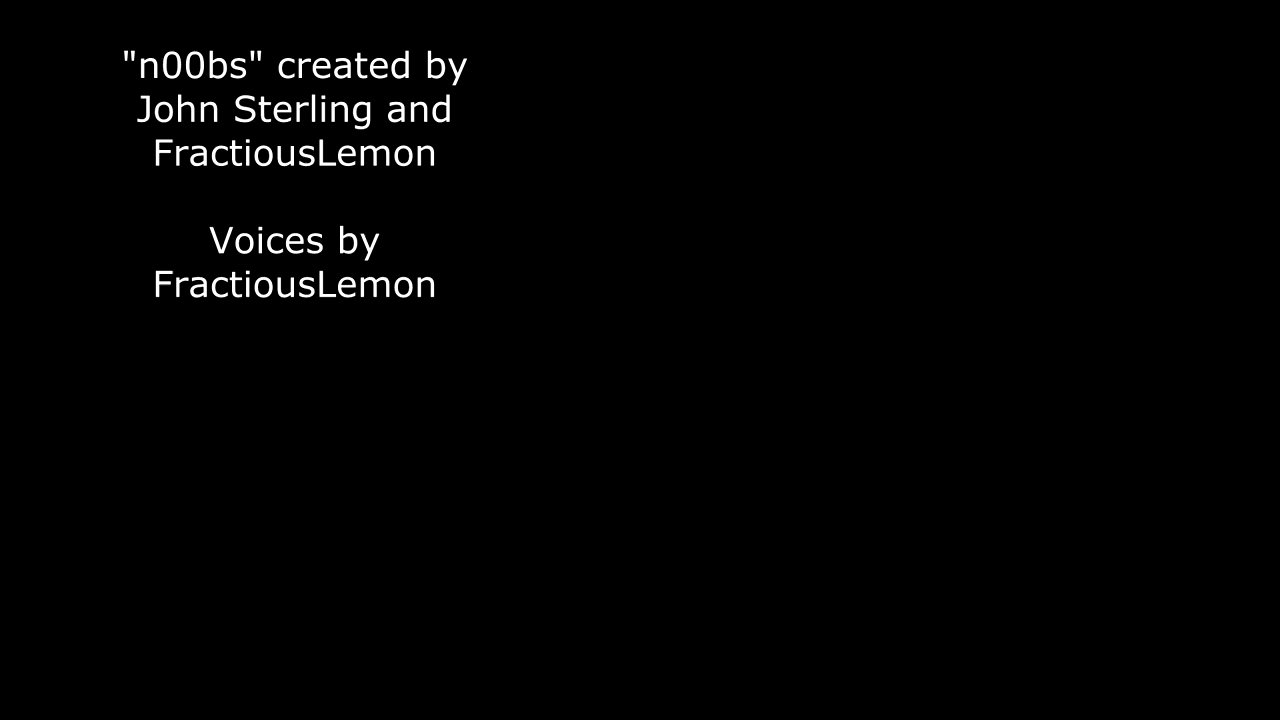 "n00bs" created by
John Sterling and
FractiousLemon
Voices by
FractiousLemon